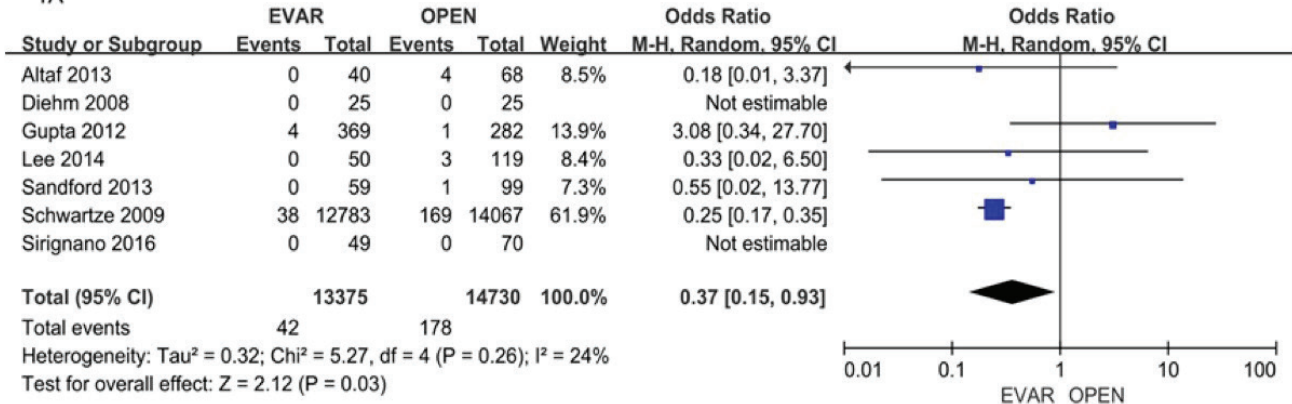 1A
EVAR OPEN Odds Ratio Odds Ratio
Study or Subgroup Events Total Events Total Weight M-H, Random, 95% CI M-H, Random, 95% CI
Altaf 2013 0 40 4 68 8.5% 0.18 [0.01, 3.37]
Diehm 2008 0 25 0 25 Not estimable
Gupta 2012 4 369 1 282 13.9% 3.08 [0.34, 27.70]
Lee 2014 0 50 3 119 8.4% 0.33 [0.02, 6.50]
Sandford 2013 0 59 1 99 7.3% 0.55 [0.02, 13.77]
Schwartze 2009 38 12783 169 14067 61.9% 0.25 [0.17, 0.35]
Sirignano 2016 0 49 0 70 Not estimable
Total (95% CI) 13375 14730 100.0% 0.37 [0.15, 0.93]
Total events 42 178
Heterogeneity: Tau² = 0.32; Chi² = 5.27, df = 4 (P = 0.26); I² = 24%
Test for overall effect: Z = 2.12 (P = 0.03)
0.01 0.1 1 10 100
EVAR OPEN